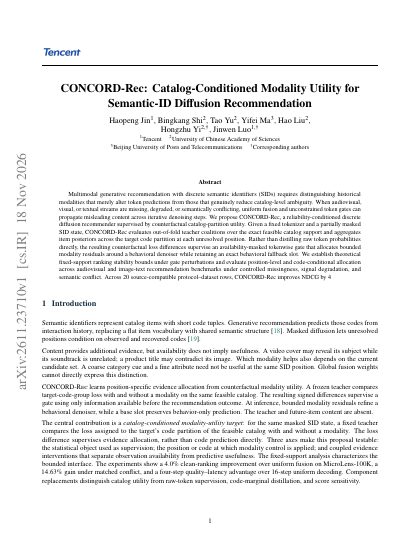 Tencent
CONCORD-Rec: Catalog-Conditioned Modality Utility for
Semantic-ID Diffusion Recommendation
Haopeng Jin1, Bingkang Shi2, Tao Yu2, Yifei Ma3, Hao Liu2,
Hongzhu Yi2,†, Jinwen Luo1,†
1Tencent 2University of Chinese Academy of Sciences
3Beijing University of Posts and Telecommunications †Corresponding authors
arXiv:2611.23710v1 [cs.IR] 18 Nov 2026
Abstract
Multimodal generative recommendation with discrete semantic identifiers (SIDs) requires distinguishing historical
modalities that merely alter token predictions from those that genuinely reduce catalog-level ambiguity. When audiovisual,
visual, or textual streams are missing, degraded, or semantically conflicting, uniform fusion and unconstrained token gates can
propagate misleading content across iterative denoising steps. We propose CONCORD-Rec, a reliability-conditioned discrete
diffusion recommender supervised by counterfactual catalog-partition utility. Given a fixed tokenizer and a partially masked
SID state, CONCORD-Rec evaluates out-of-fold teacher coalitions over the exact feasible catalog support and aggregates
item posteriors across the target code partition at each unresolved position. Rather than distilling raw token probabilities
directly, the resulting counterfactual loss differences supervise an availability-masked tokenwise gate that allocates bounded
modality residuals around a behavioral denoiser while retaining an exact behavioral fallback slot. We establish theoretical
fixed-support ranking stability bounds under gate perturbations and evaluate position-level and code-conditional allocation
across audiovisual and image-text recommendation benchmarks under controlled missingness, signal degradation, and
semantic conflict. Across 20 source-compatible protocol-dataset rows, CONCORD-Rec improves NDCG by 4
1 Introduction
Semantic identifiers represent catalog items with short code tuples. Generative recommendation predicts those codes from
interaction history, replacing a flat item vocabulary with shared semantic structure [18]. Masked diffusion lets unresolved
positions condition on observed and recovered codes [19].
Content provides additional evidence, but availability does not imply usefulness. A video cover may reveal its subject while
its soundtrack is unrelated; a product title may contradict its image. Which modality helps also depends on the current
candidate set. A coarse category cue and a fine attribute need not be useful at the same SID position. Global fusion weights
cannot directly express this distinction.
CONCORD-Rec learns position-specific evidence allocation from counterfactual modality utility. A frozen teacher compares
target-code-group loss with and without a modality on the same feasible catalog. The resulting signed differences supervise a
gate using only information available before the recommendation outcome. At inference, bounded modality residuals refine a
behavioral denoiser, while a base slot preserves behavior-only prediction. The teacher and future-item content are absent.
The central contribution is a catalog-conditioned modality-utility target: for the same masked SID state, a fixed teacher
compares the loss assigned to the target's code partition of the feasible catalog with and without a modality. The loss
difference supervises evidence allocation, rather than code prediction directly. Three axes make this proposal testable:
the statistical object used as supervision; the position or code at which modality control is applied; and coupled evidence
interventions that separate observation availability from predictive usefulness. The fixed-support analysis characterizes the
bounded interface. The experiments show a 4.0% clean-ranking improvement over uniform fusion on MicroLens-100K, a
14.63% gain under matched conflict, and a four-step quality–latency advantage over 16-step uniform decoding. Component
replacements distinguish catalog utility from raw-token supervision, code-marginal distillation, and score sensitivity.
1